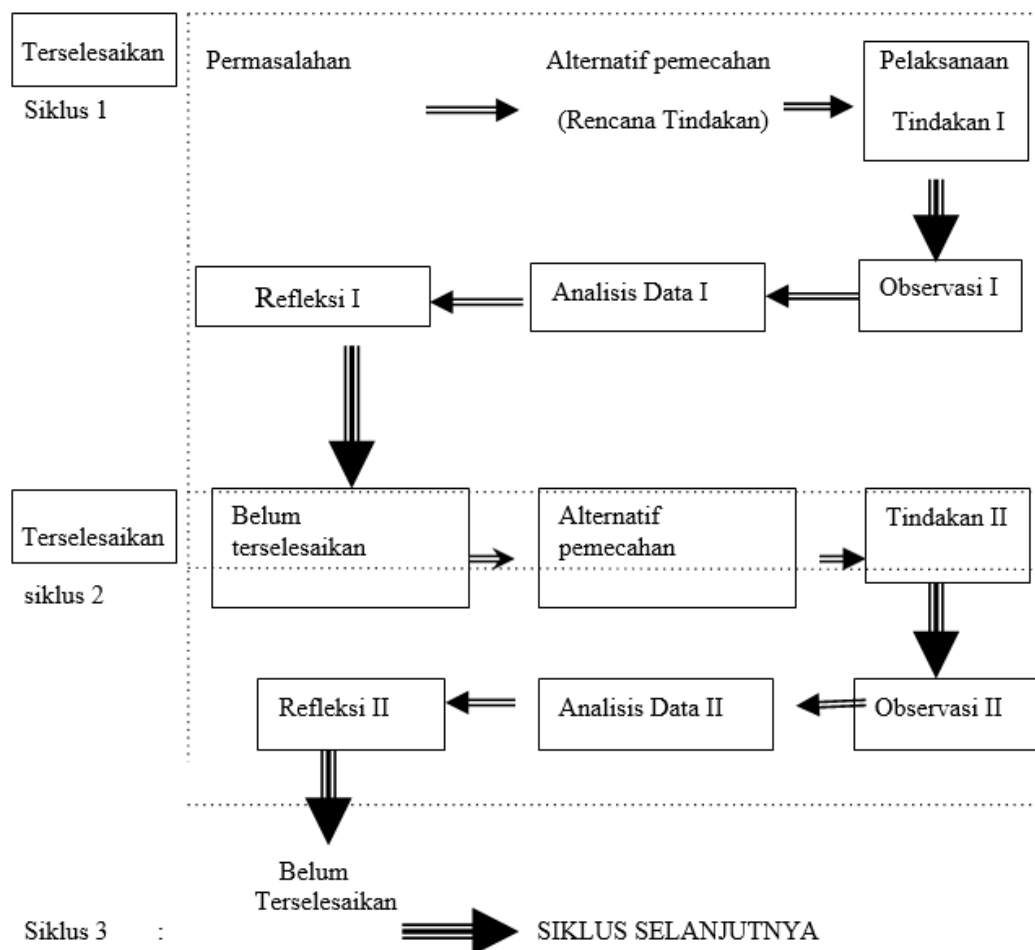 Terselesaikan
Siklus 1
Permasalahan
Alternatif pemecahan
(Rencana Tindakan)
Pelaksanaan
Tindakan I
Refleksi I
Analisis Data I
Observasi I
Terselesaikan
siklus 2
Belum
terselesaikan
Alternatif
pemecahan
Tindakan II
Refleksi II
Analisis Data II
Observasi II
Belum
Terselesaikan
Siklus 3 :
SIKLUS SELANJUTNYA